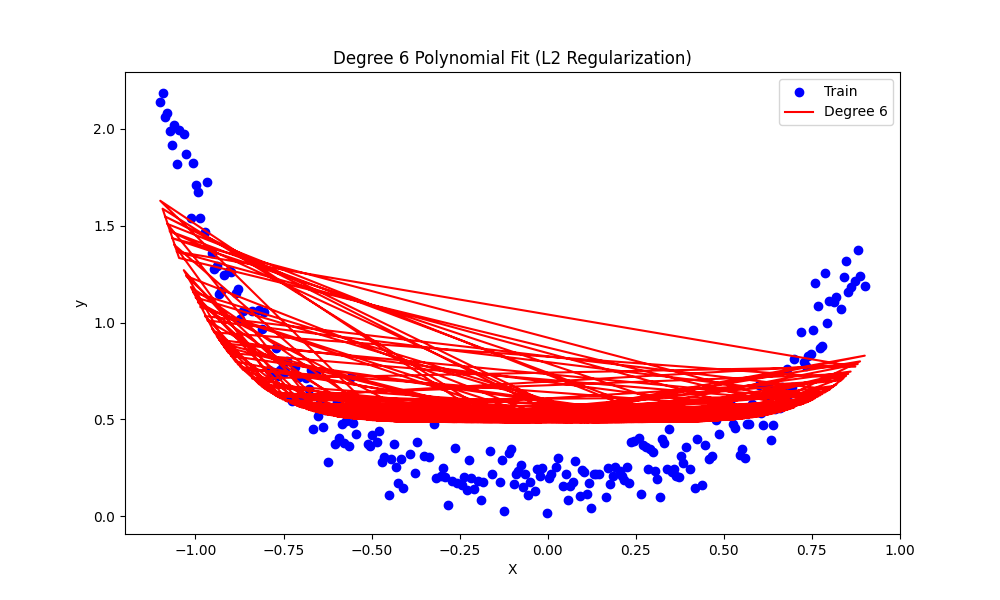 Degree 6 Polynomial Fit (L2 Regularization)
Train
Degree 6
y
2.0
1.5
1.0
0.5
0.0
−1.00 −0.75 −0.50 −0.25 0.00 0.25 0.50 0.75 1.00
X